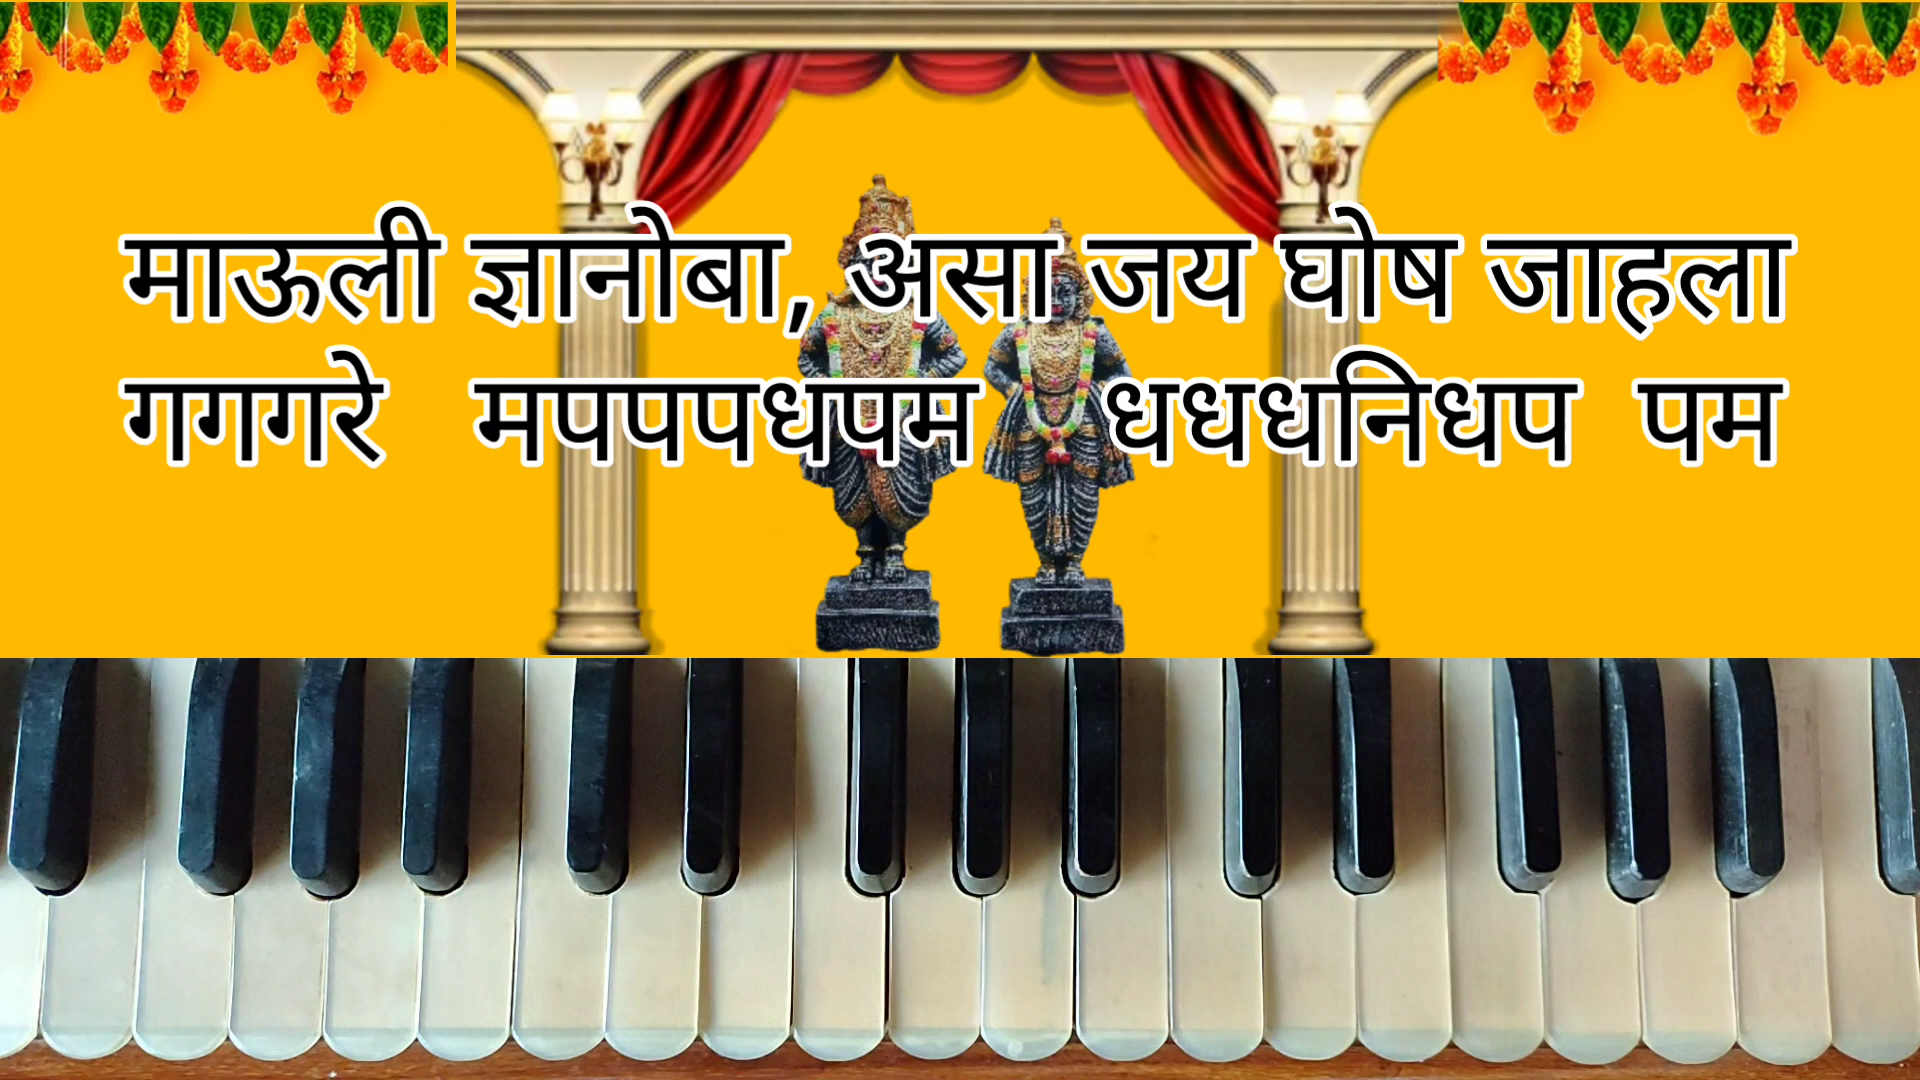 माऊली ज्ञानोबा, असा जय घोष जाहला
गगगरे मपपपधपम धधधनिधप पम